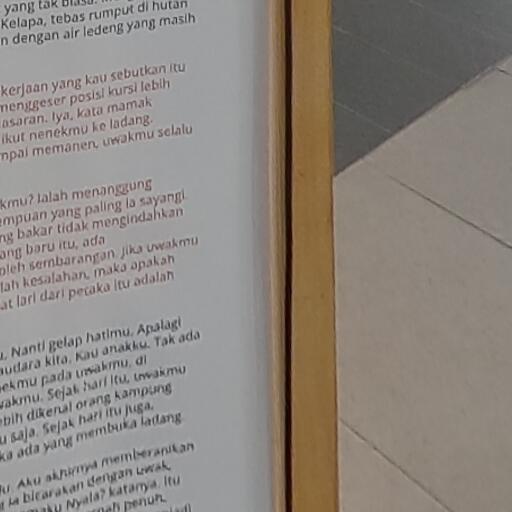 yang tak biasa.
Kelapa, tebas rumput di hutan
n dengan air ledeng yang masih
kerjaan yang kau sebutkan itu
menggeser posisi kursi lebih
asaran. Iya, kata mamak
ikut nenekmu ke ladang.
mpai memanen, uwakmu selalu
kmu? Ialah menanggung
empuan yang paling ia sayangi.
ng bakar tidak mengindahkan
ang baru itu, ada
oleh sembarangan. Jika uwakmu
lah kesalahan, maka apakah
at lari dari petaka itu adalah
u. Nanti gelap hatimu. Apalagi
audara kita. Kau anakku. Tak ada
ekmu pada uwakmu, di
wakmu. Sejak hari itu, uwakmu
ebih dikenal orang kampung
u saja. Sejak hari itu juga,
ka ada yang membuka ladang
u. Aku akhirnya memberanikan
t ia bicarakan dengan uwak
aku Nyala? katanya. Itu
penuh,